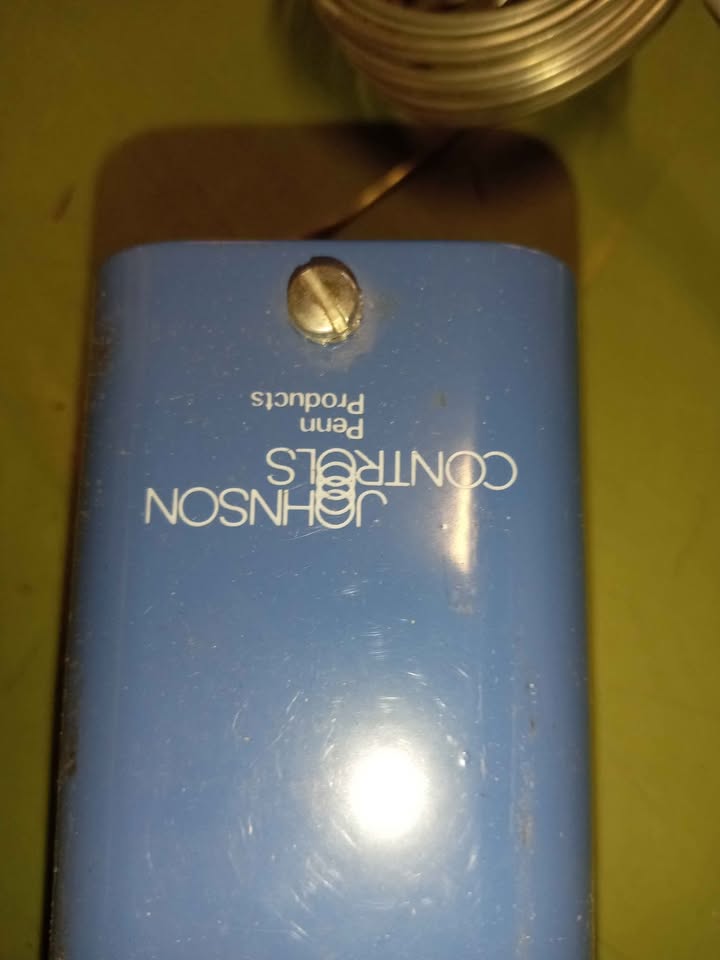 JOHNSON
CONTROLS
Penn
Products